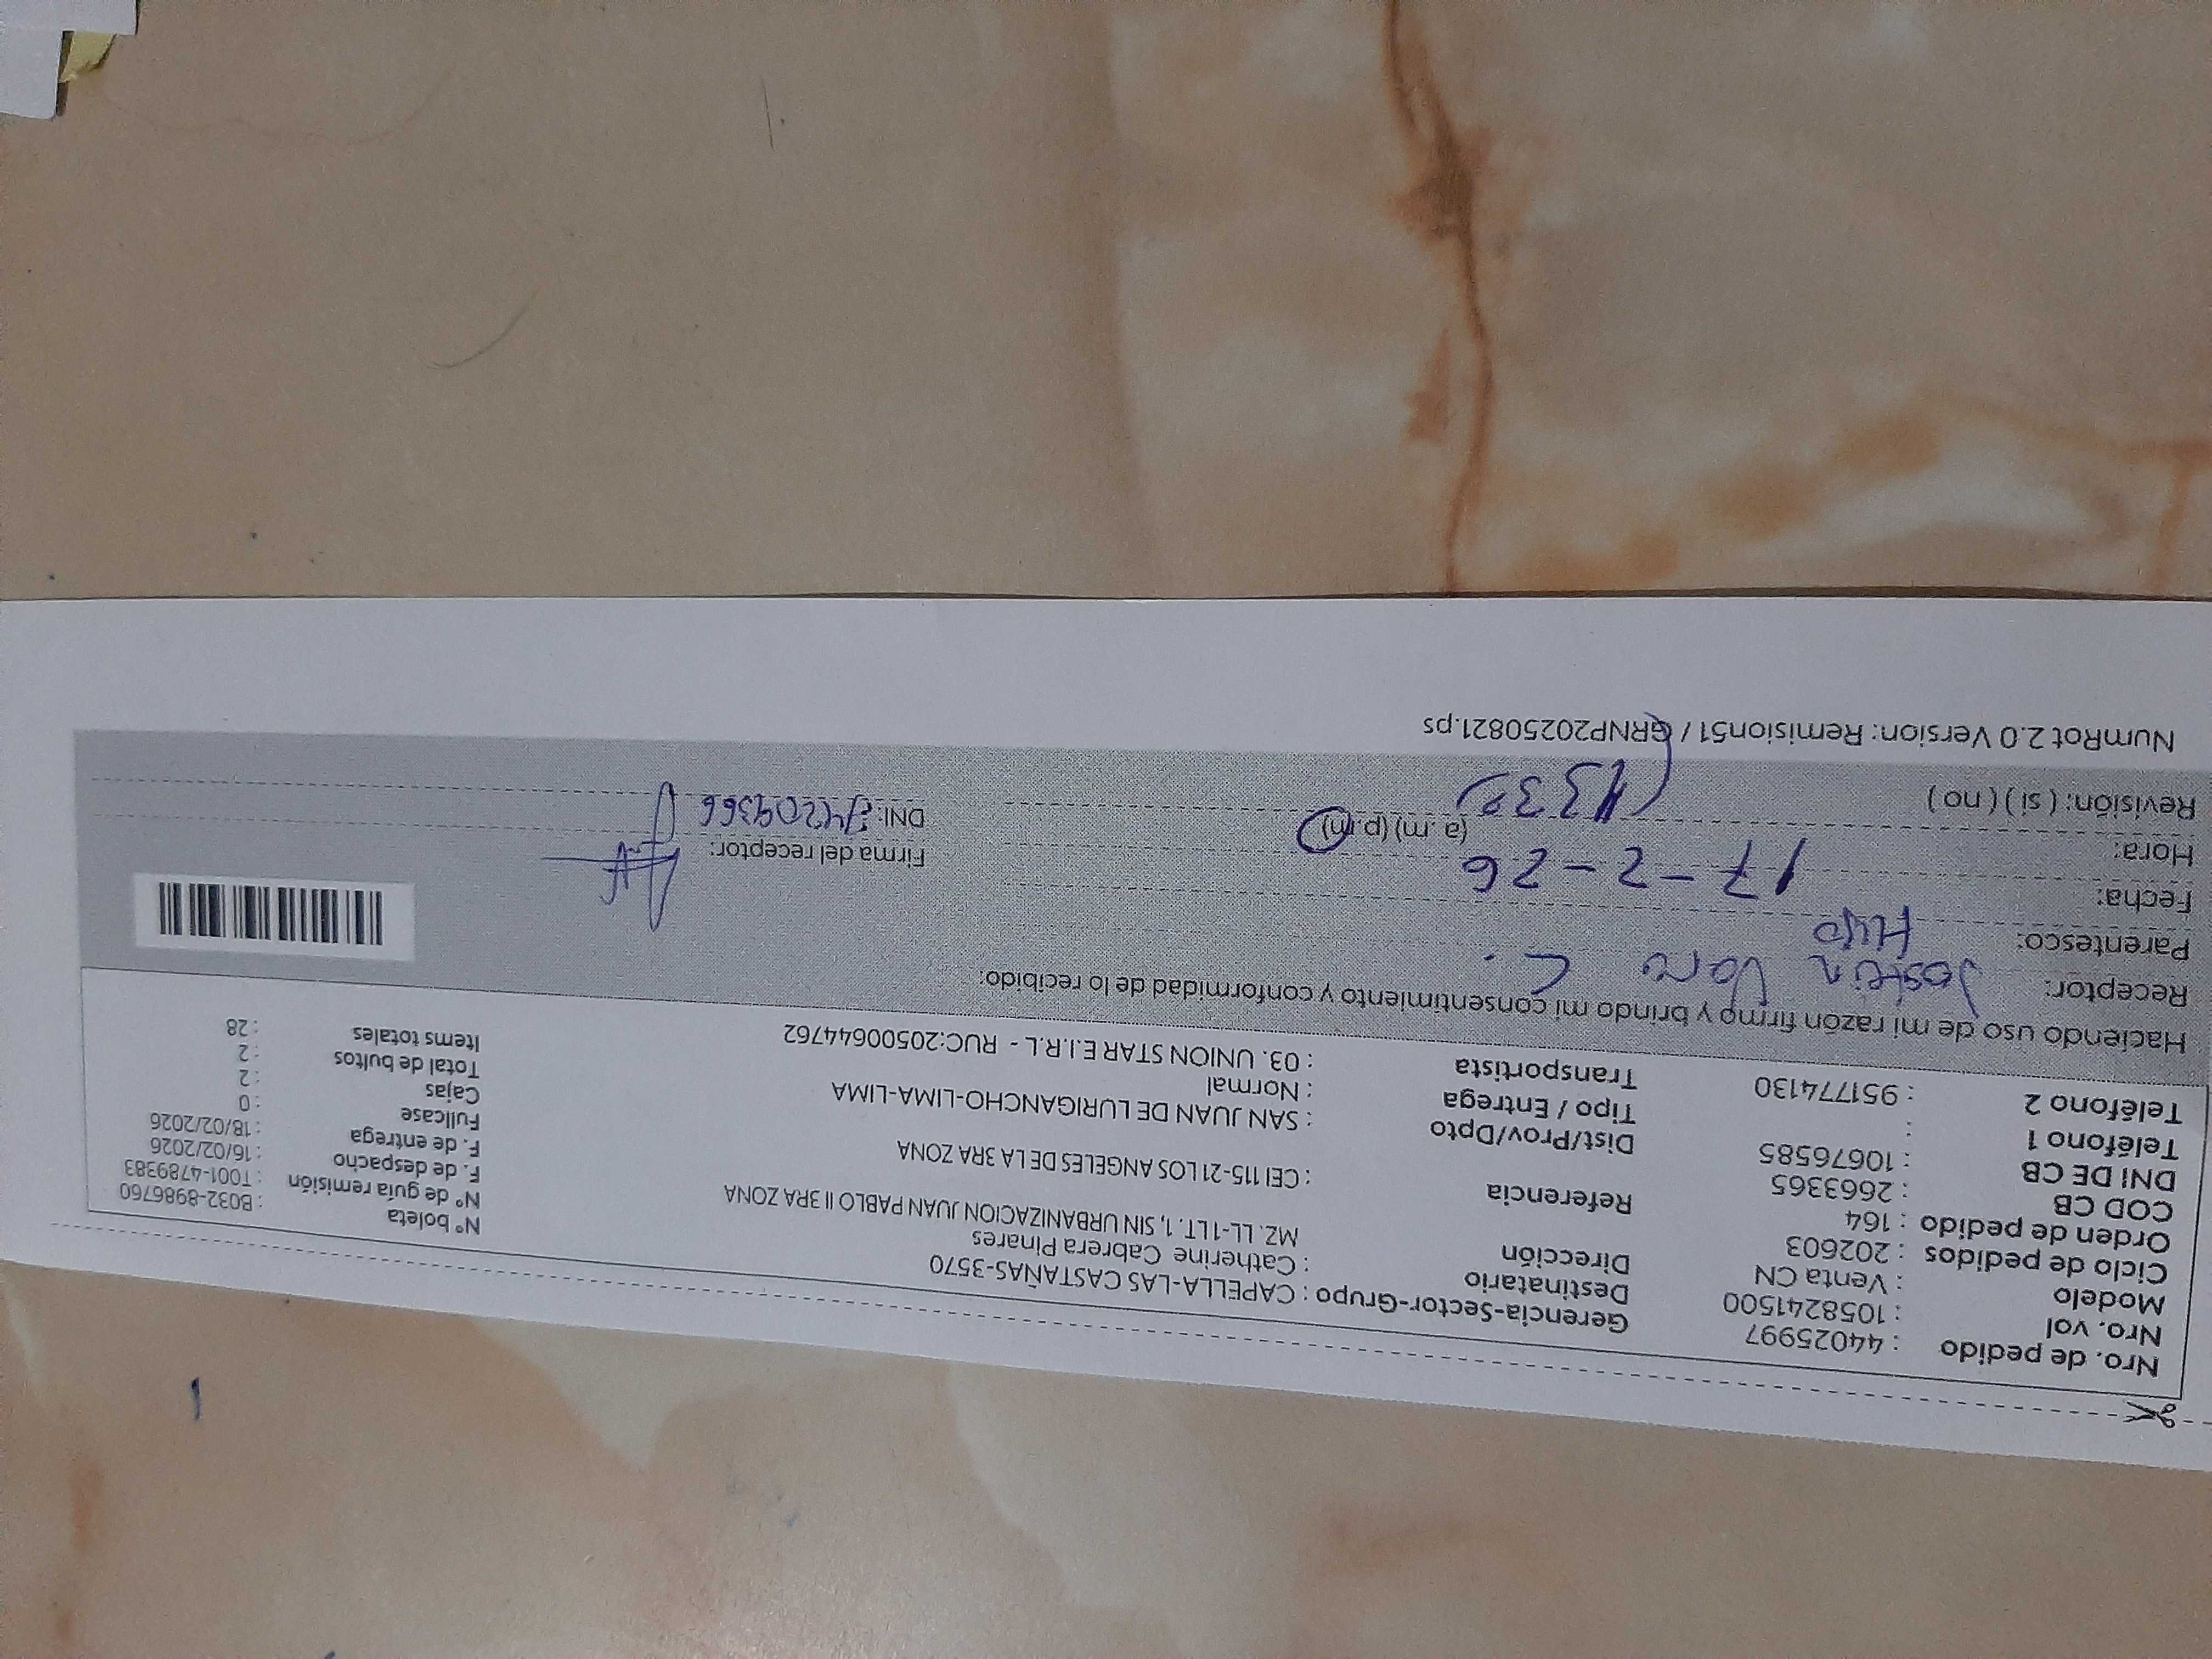 Nro. de pedido : 44025997
Nro. vol : 1058241500
Modelo : Venta CN
Ciclo de pedidos : 202603
Orden de pedido : 164
COD CB : 2663365
DNI DE CB : 10676585
Teléfono 1 :
Teléfono 2 : 951774130
Gerencia-Sector-Grupo : CAPELLA-LAS CASTAÑAS-3570
Destinatario : Catherine Cabrera Pinares
Dirección MZ. LL-1 LT. 1, SIN URBANIZACION JUAN PABLO II 3RA ZONA
Referencia : CEI 115-21 LOS ANGELES DE LA 3RA ZONA
Dist/Prov/Dpto : SAN JUAN DE LURIGANCHO-LIMA-LIMA
Tipo / Entrega : Normal
Transportista : 03. UNION STAR E.I.R.L - RUC:20500644762
N° boleta : B032-8986760
N° de guía remisión : T001-4789383
F. de despacho : 16/02/2026
F. de entrega : 18/02/2026
Fullcase : 0
Cajas : 2
Total de bultos : 2
Items totales : 28
Haciendo uso de mi razón firmo y brindo mi consentimiento y conformidad de lo recibido:
Receptor: Jostein Vara C.
Parentesco: Hijo
Fecha: 17-2-26
Hora: (a.m) (p.m)
Revisión: ( si ) ( no )
Firma del receptor:
DNI: 74209366
NumRot 2.0 Version: Remision51 / GRNP20250821.ps